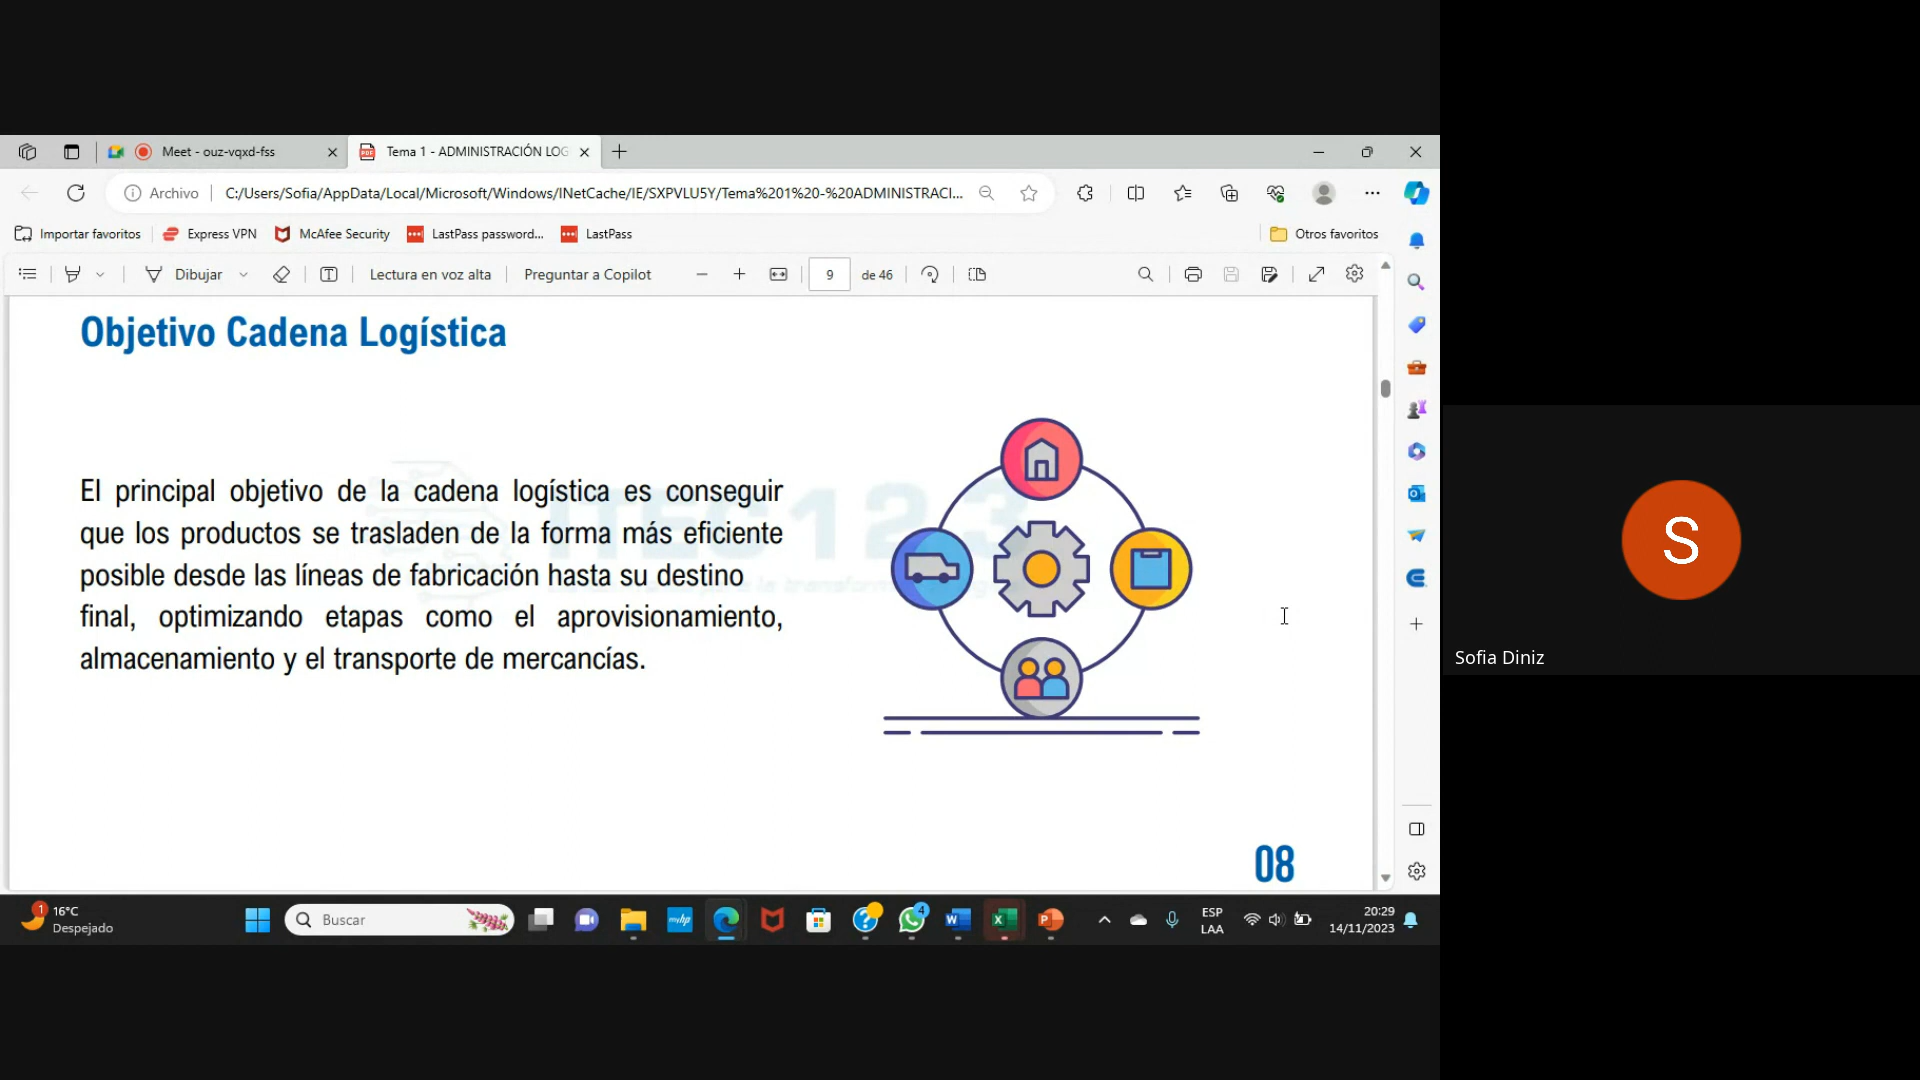 Meet - ouz-vqxd-fss
Tema 1 - ADMINISTRACIÓN LOG
Archivo
C:/Users/Sofia/AppData/Local/Microsoft/Windows/INetCache/IE/SXPVLU5Y/Tema%201%20-%20ADMINISTRACI...
Importar favoritos
Express VPN
McAfee Security
LastPass password...
LastPass
Otros favoritos
Dibujar
Lectura en voz alta
Preguntar a Copilot
9
de 46
Objetivo Cadena Logística
El principal objetivo de la cadena logística es conseguir
que los productos se trasladen de la forma más eficiente
posible desde las líneas de fabricación hasta su destino
final, optimizando etapas como el aprovisionamiento,
almacenamiento y el transporte de mercancías.
ITEC 123
08
S
Sofia Diniz
1
16°C
Despejado
Buscar
myhp
4
ESP
LAA
20:29
14/11/2023